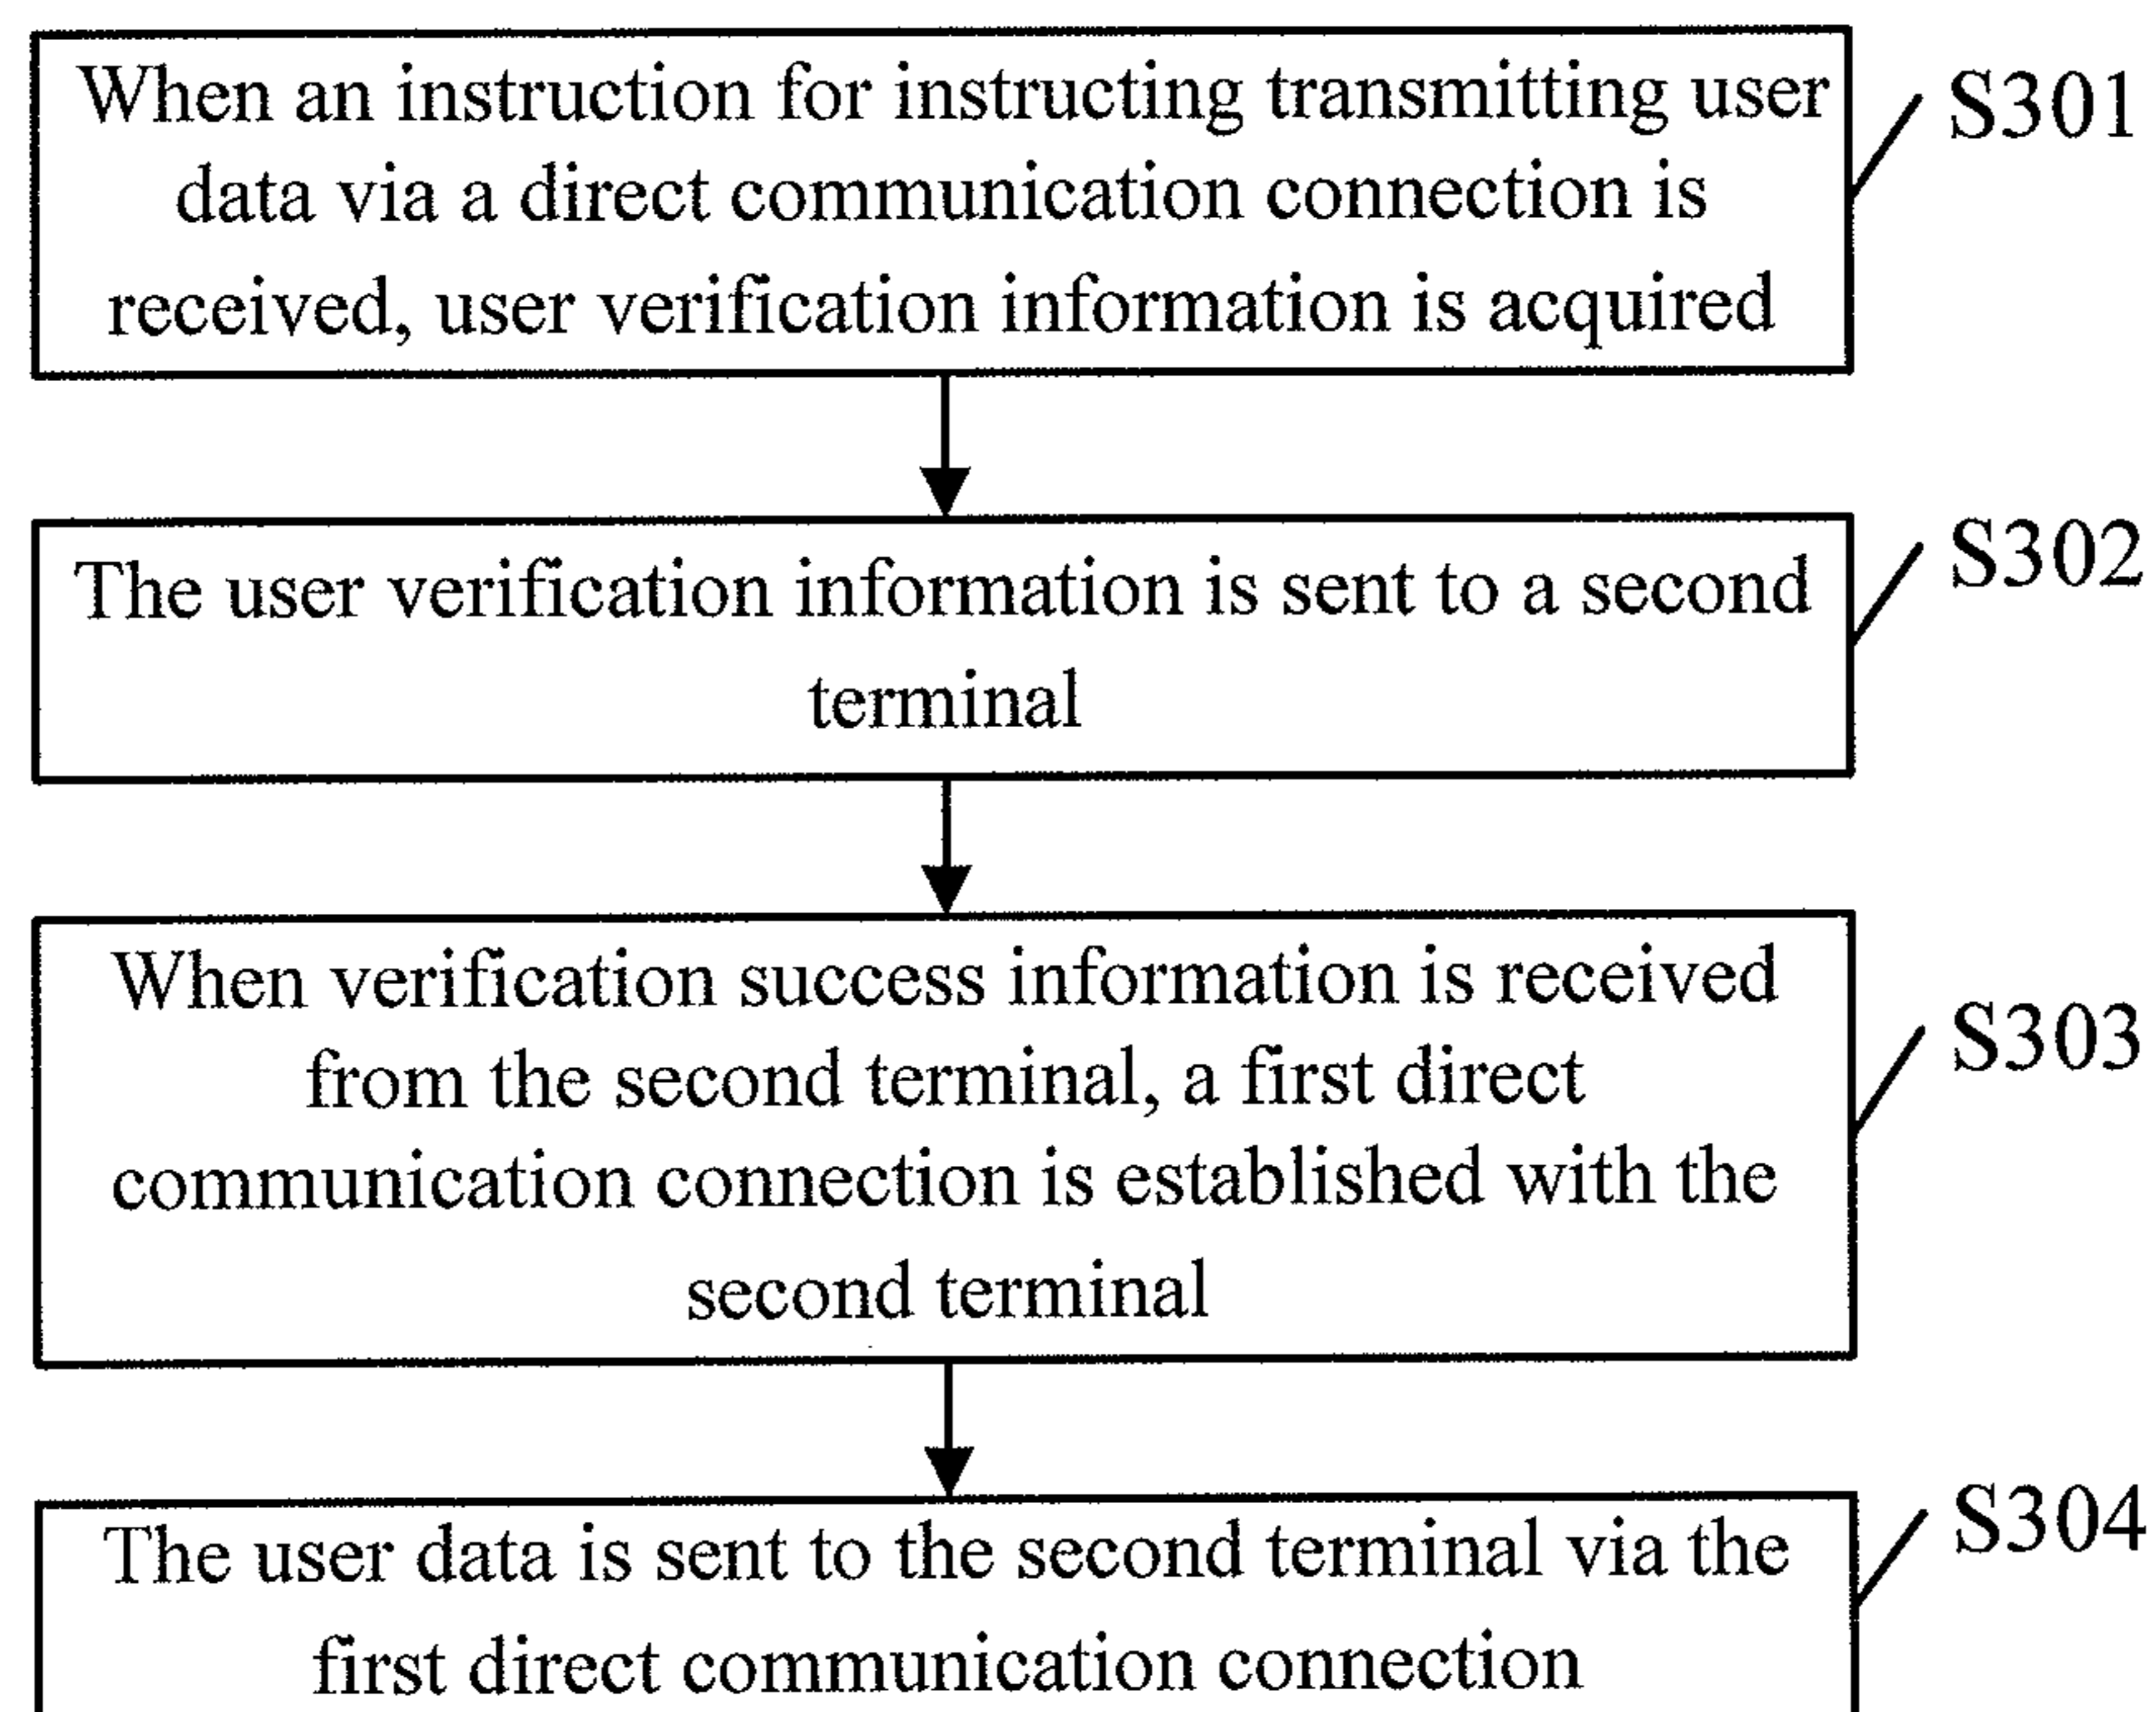 When an instruction for instructing transmitting user
data via a direct communication connection is
received, user verification information is acquired
S301
The user verification information is sent to a second
terminal
S302
When verification success information is received
from the second terminal, a first direct
communication connection is established with the
second terminal
S303
The user data is sent to the second terminal via the
first direct communication connection
S304